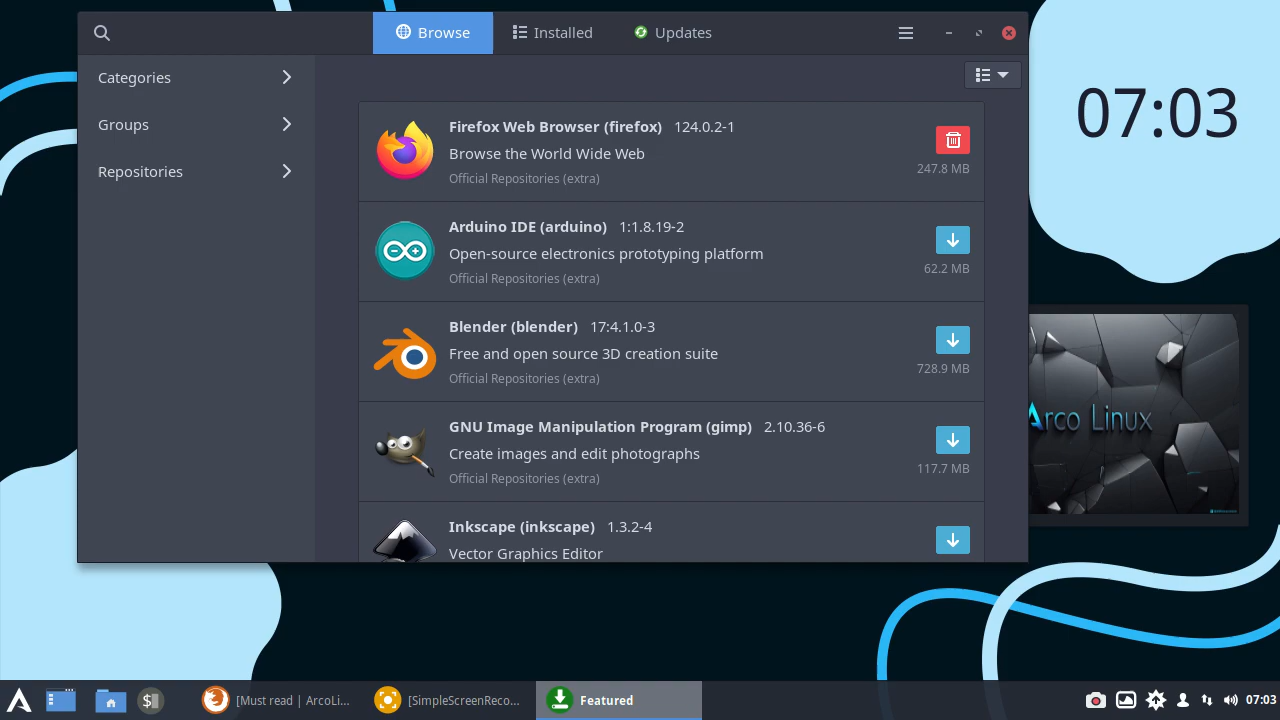 Browse
Installed
Updates
Categories
Groups
Repositories
Firefox Web Browser (firefox) 124.0.2-1
Browse the World Wide Web
Official Repositories (extra)
247.8 MB
Arduino IDE (arduino) 1:1.8.19-2
Open-source electronics prototyping platform
Official Repositories (extra)
62.2 MB
Blender (blender) 17:4.1.0-3
Free and open source 3D creation suite
Official Repositories (extra)
728.9 MB
GNU Image Manipulation Program (gimp) 2.10.36-6
Create images and edit photographs
Official Repositories (extra)
117.7 MB
Inkscape (inkscape) 1.3.2-4
Vector Graphics Editor
07:03
Arco Linux
[Must read | ArcoLi...
[SimpleScreenReco...
Featured
07:03